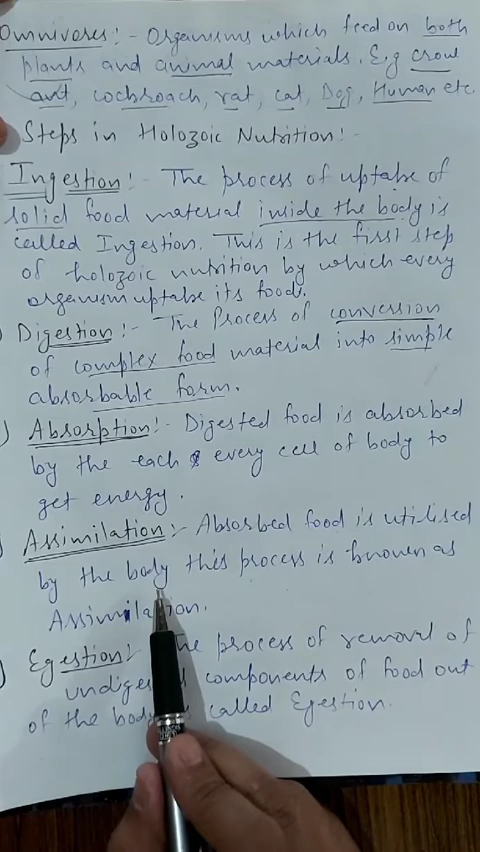 Omnivores:- Organisms which feed on both
plants and animal materials. E.g crow
ant, cochroach, rat, cat, Dog, Human etc.
Steps in Holozoic Nutrition:-
Ingestion:- The process of uptake of
solid food material inside the body is
called Ingestion. This is the first step
of holozoic nutrition by which every
organism uptake its food.
Digestion:- The Process of conversion
of complex food material into simple
absorbable form.
Absorption:- Digested food is absorbed
by the each & every cell of body to
get energy.
Assimilation:- Absorbed food is utilised
by the body this process is known as
Assimilation.
Egestion:- The process of removal of
components of food out
of the body called Egestion.